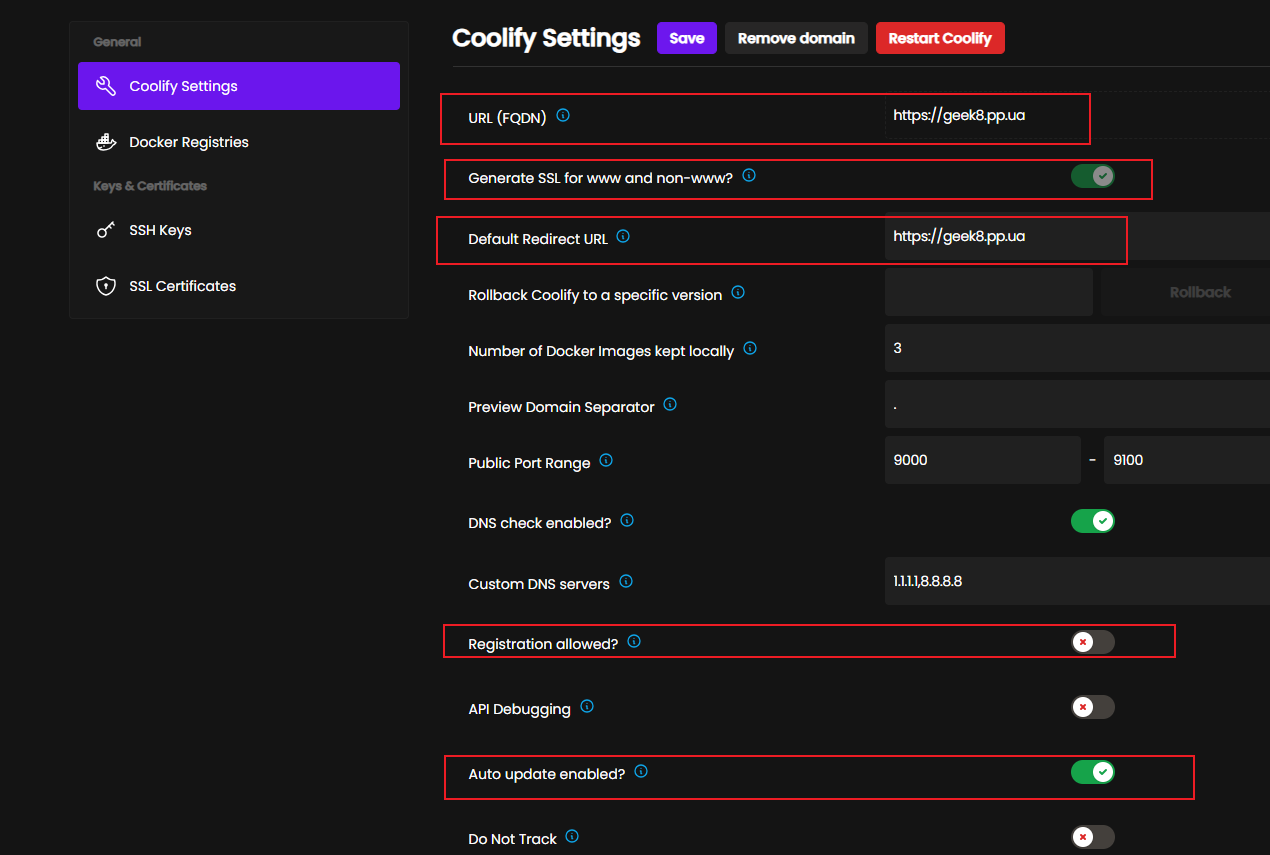 General
Coolify Settings
Docker Registries
Keys & Certificates
SSH Keys
SSL Certificates
Coolify Settings Save Remove domain Restart Coolify
URL (FQDN) https://geek8.pp.ua
Generate SSL for www and non-www?
Default Redirect URL https://geek8.pp.ua
Rollback Coolify to a specific version Rollback
Number of Docker Images kept locally 3
Preview Domain Separator .
Public Port Range 9000 - 9100
DNS check enabled?
Custom DNS servers 1.1.1.1,8.8.8.8
Registration allowed?
API Debugging
Auto update enabled?
Do Not Track